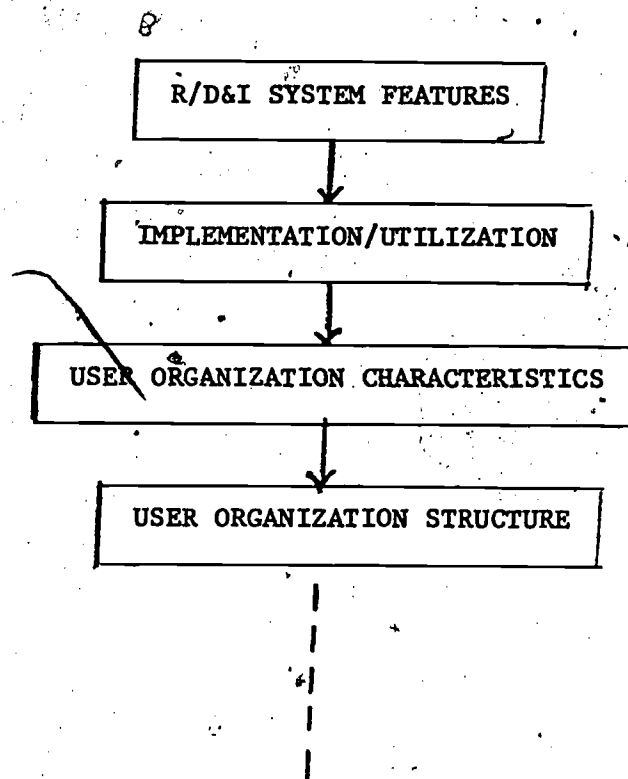 R/D&I SYSTEM FEATURES
IMPLEMENTATION/UTILIZATION
USER ORGANIZATION CHARACTERISTICS
USER ORGANIZATION STRUCTURE